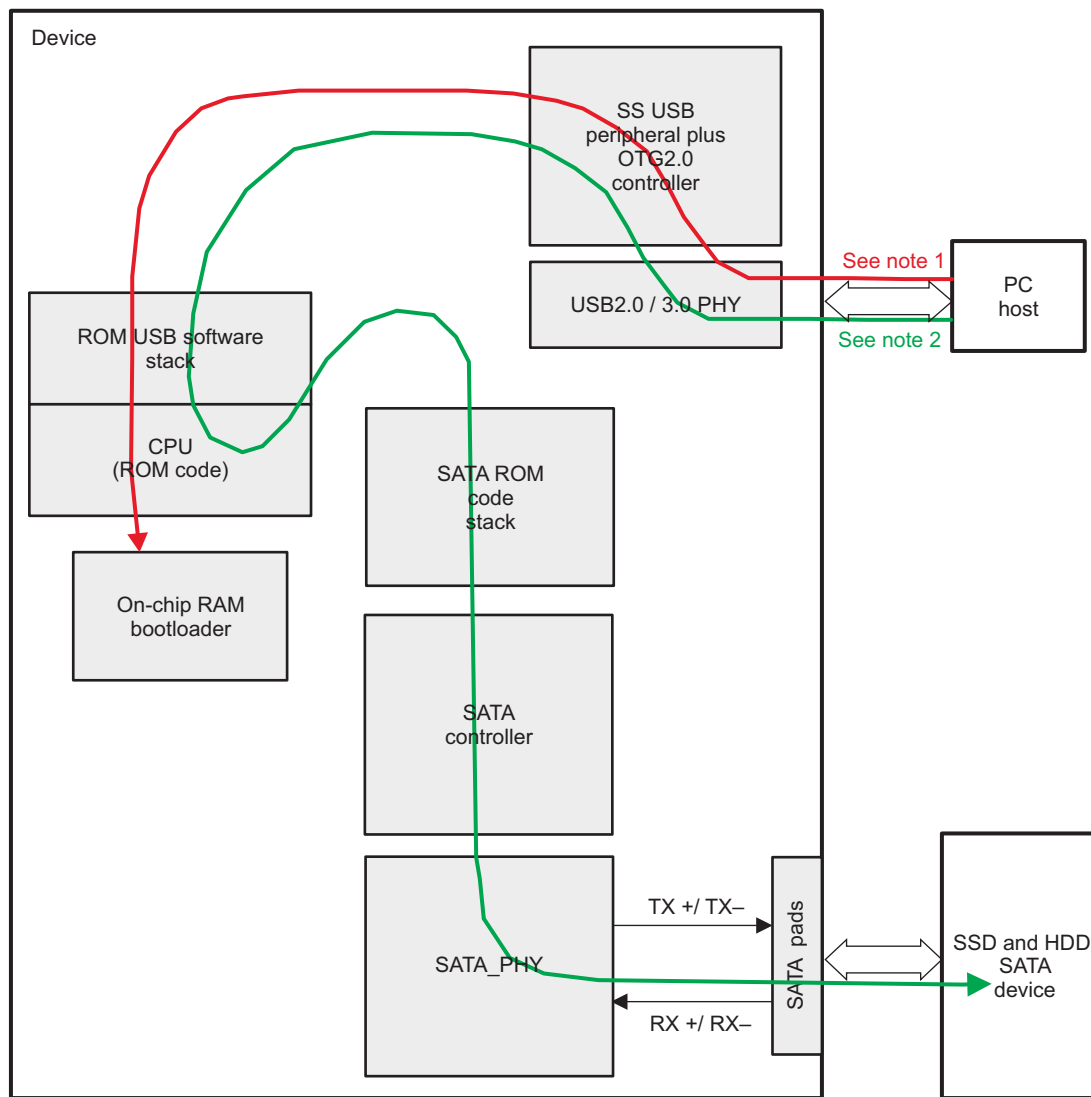 Device
SS USB
peripheral plus
OTG2.0
controller
See note 1
PC
host
USB2.0 / 3.0 PHY
See note 2
ROM USB software
stack
CPU
(ROM code)
SATA ROM
code
stack
On-chip RAM
bootloader
SATA
controller
TX +/ TX–
SATA pads
SSD and HDD
SATA
device
SATA_PHY
RX +/ RX–